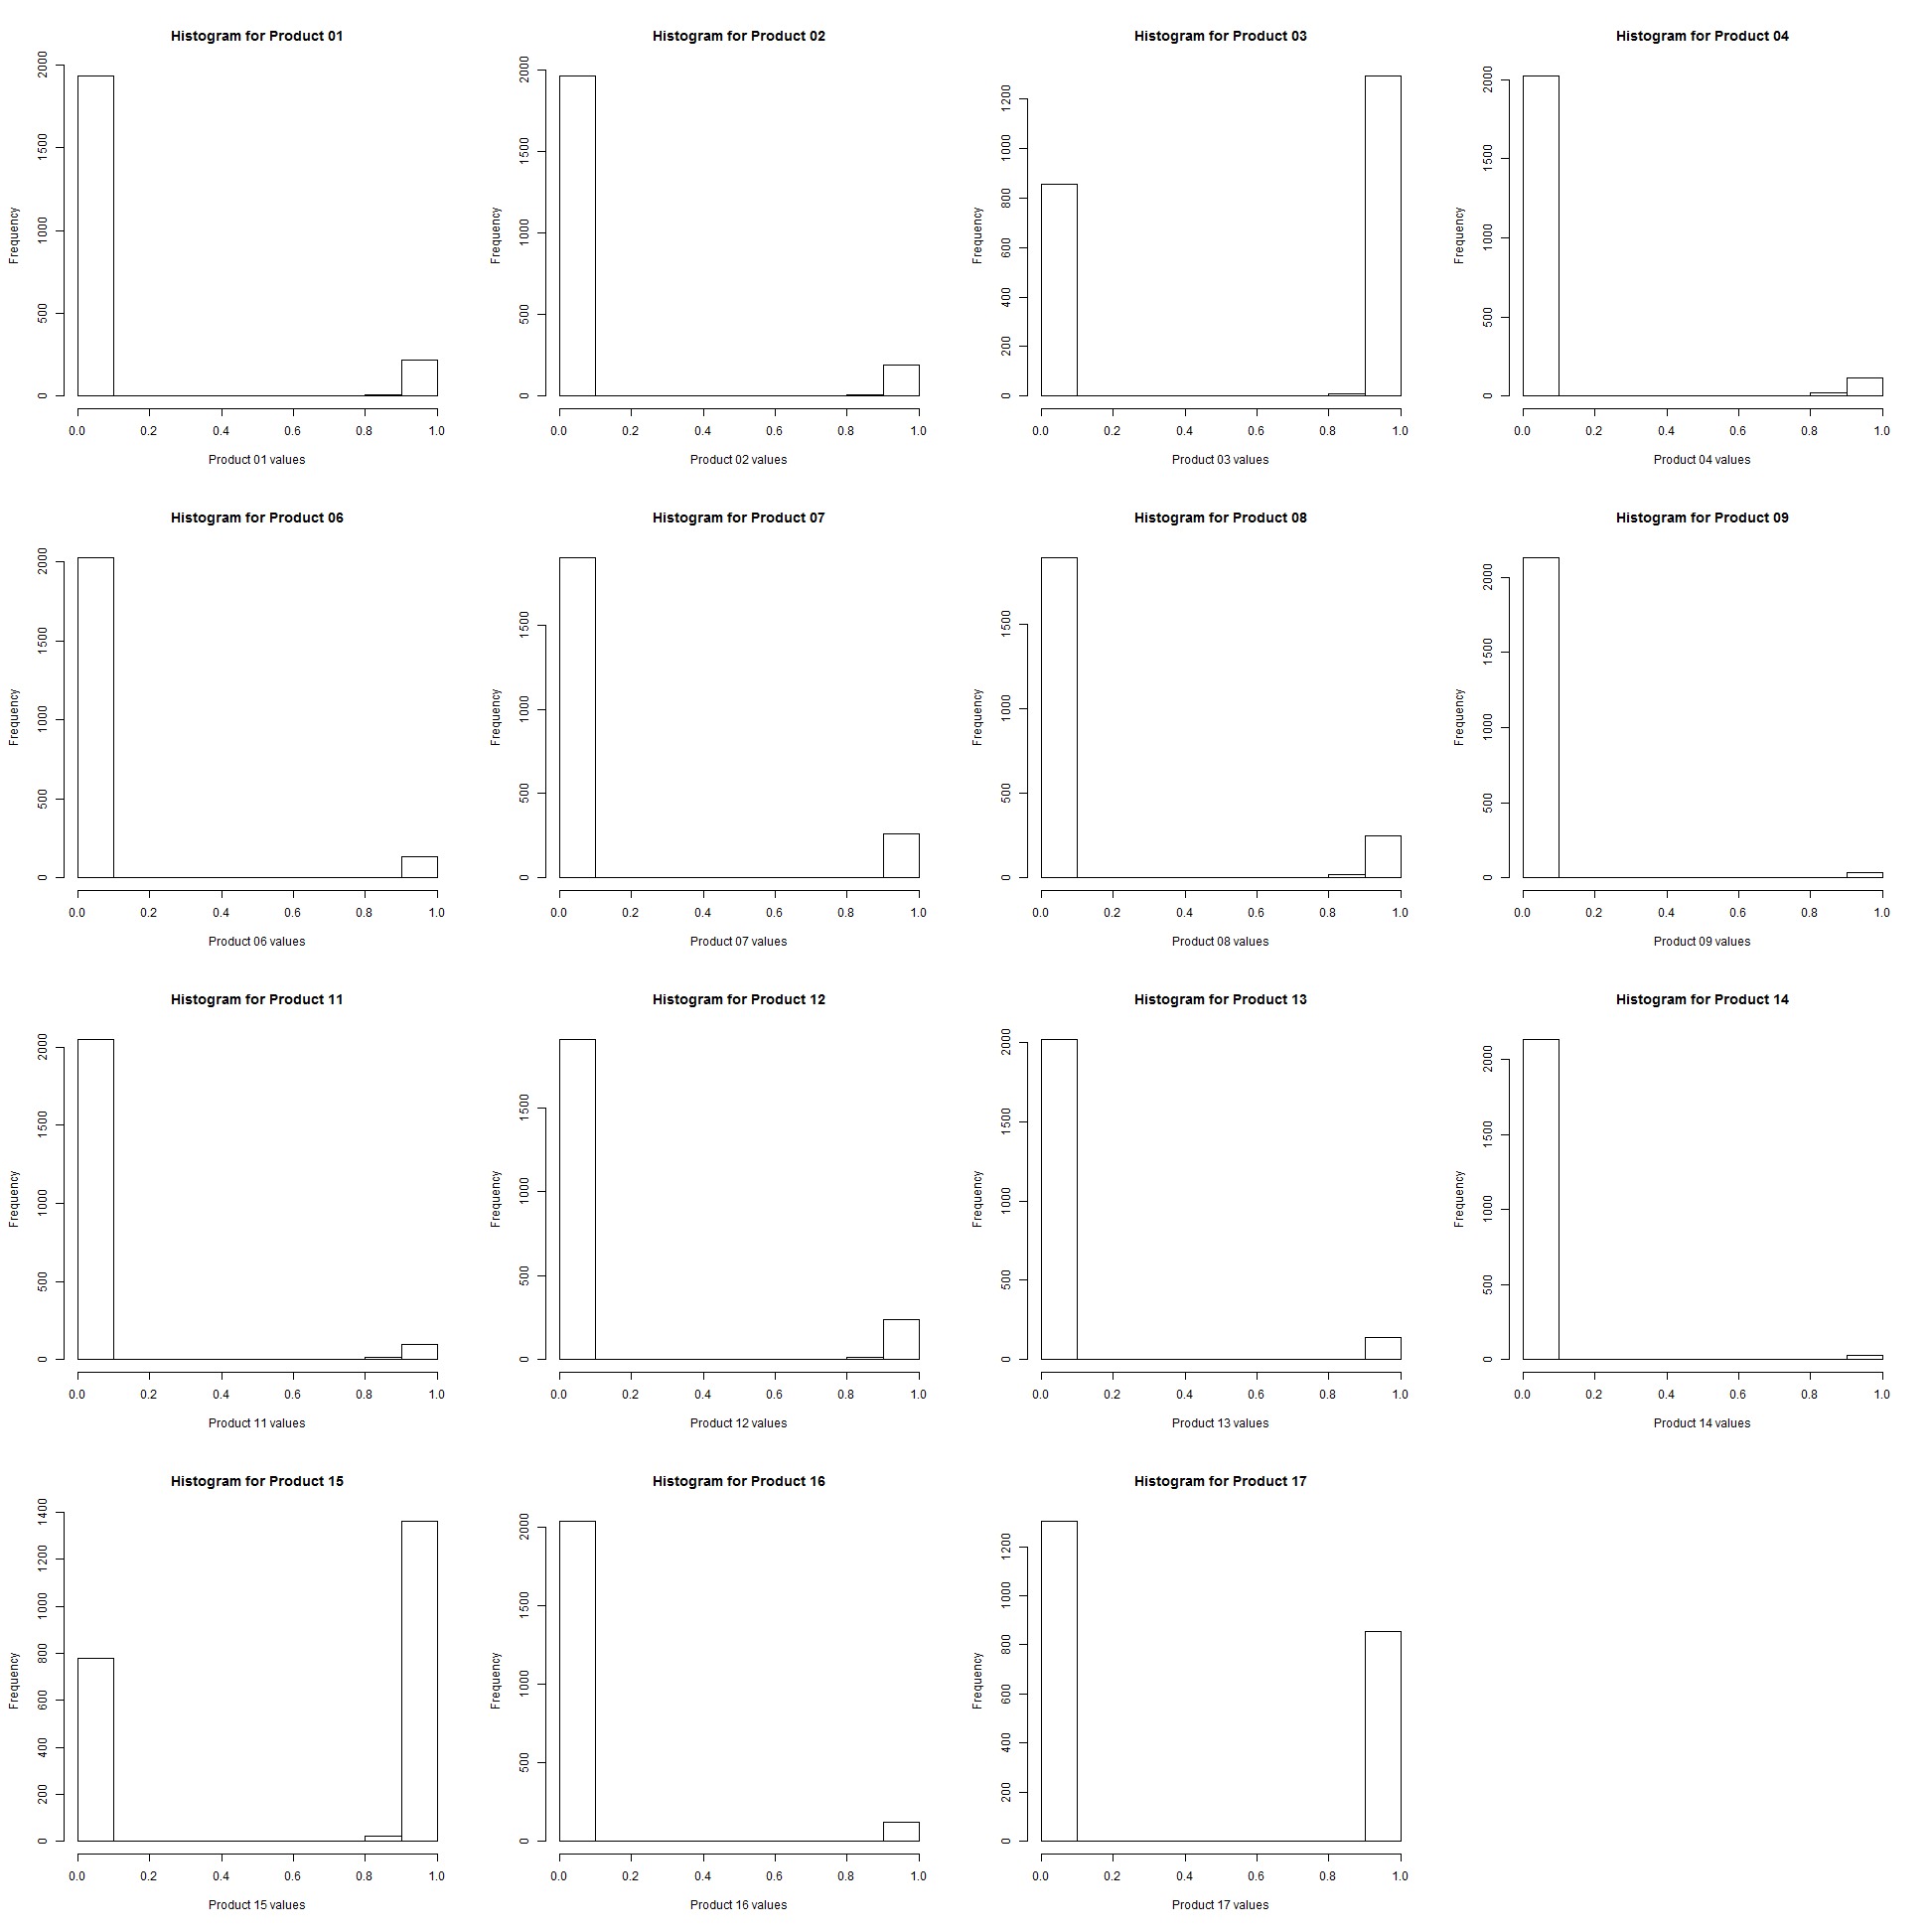 Histogram for Product 01
Frequency
0 500 1000 1500 2000
0.0 0.2 0.4 0.6 0.8 1.0
Product 01 values
Histogram for Product 02
Frequency
0 500 1000 1500 2000
0.0 0.2 0.4 0.6 0.8 1.0
Product 02 values
Histogram for Product 03
Frequency
0 200 400 600 800 1000 1200
0.0 0.2 0.4 0.6 0.8 1.0
Product 03 values
Histogram for Product 04
Frequency
0 500 1000 1500 2000
0.0 0.2 0.4 0.6 0.8 1.0
Product 04 values
Histogram for Product 06
Frequency
0 500 1000 1500 2000
0.0 0.2 0.4 0.6 0.8 1.0
Product 06 values
Histogram for Product 07
Frequency
0 500 1000 1500
0.0 0.2 0.4 0.6 0.8 1.0
Product 07 values
Histogram for Product 08
Frequency
0 500 1000 1500
0.0 0.2 0.4 0.6 0.8 1.0
Product 08 values
Histogram for Product 09
Frequency
0 500 1000 1500 2000
0.0 0.2 0.4 0.6 0.8 1.0
Product 09 values
Histogram for Product 11
Frequency
0 500 1000 1500 2000
0.0 0.2 0.4 0.6 0.8 1.0
Product 11 values
Histogram for Product 12
Frequency
0 500 1000 1500
0.0 0.2 0.4 0.6 0.8 1.0
Product 12 values
Histogram for Product 13
Frequency
0 500 1000 1500 2000
0.0 0.2 0.4 0.6 0.8 1.0
Product 13 values
Histogram for Product 14
Frequency
0 500 1000 1500 2000
0.0 0.2 0.4 0.6 0.8 1.0
Product 14 values
Histogram for Product 15
Frequency
0 200 400 600 800 1000 1200 1400
0.0 0.2 0.4 0.6 0.8 1.0
Product 15 values
Histogram for Product 16
Frequency
0 500 1000 1500 2000
0.0 0.2 0.4 0.6 0.8 1.0
Product 16 values
Histogram for Product 17
Frequency
0 200 400 600 800 1000 1200
0.0 0.2 0.4 0.6 0.8 1.0
Product 17 values